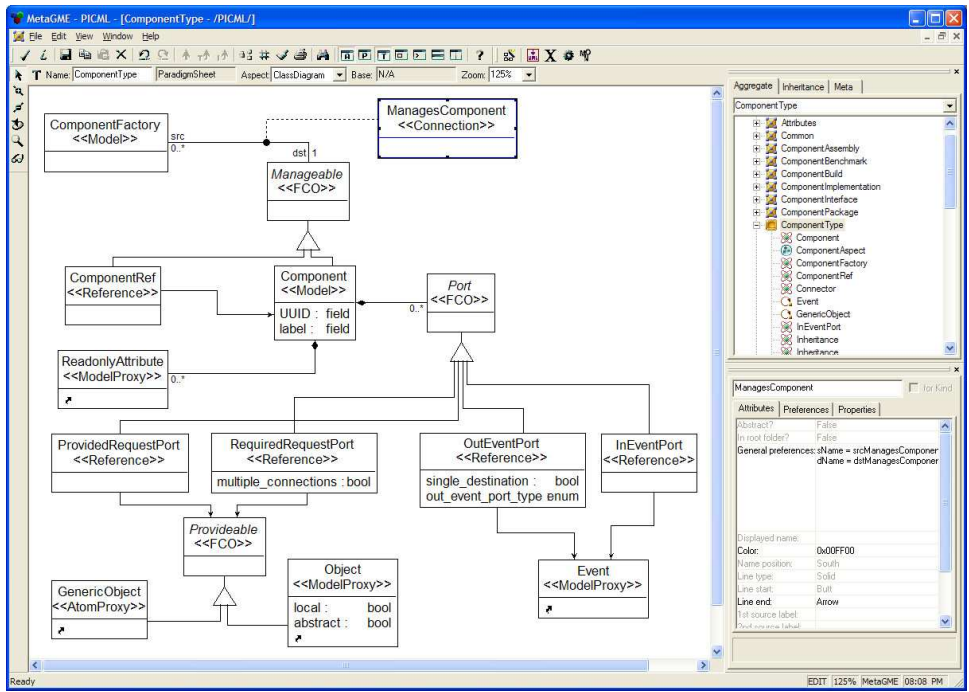 MetaGME - PICML - [ComponentType - /PICML/]
File Edit View Window Help
Name: ComponentType ParadigmSheet Aspect: ClassDiagram Base: N/A Zoom: 125%
ManagesComponent
<<Connection>>
ComponentFactory
<<Model>>
src
0..*
dst 1
Manageable
<<FCO>>
ComponentRef
<<Reference>>
Component
<<Model>>
UUID : field
label : field
Port
<<FCO>>
0..*
ReadonlyAttribute
<<ModelProxy>>
0..*
ProvidedRequestPort
<<Reference>>
RequiredRequestPort
<<Reference>>
multiple_connections : bool
OutEventPort
<<Reference>>
single_destination : bool
out_event_port_type enum
InEventPort
<<Reference>>
Provideable
<<FCO>>
Object
<<ModelProxy>>
local : bool
abstract : bool
Event
<<ModelProxy>>
GenericObject
<<AtomProxy>>
Aggregate Inheritance Meta
ComponentType
Attributes
Common
ComponentAssembly
ComponentBenchmark
ComponentBuild
ComponentImplementation
ComponentInterface
ComponentPackage
ComponentType
Component
ComponentAspect
ComponentFactory
ComponentRef
Connector
Event
GenericObject
InEventPort
Inheritance
Inheritance
ManagesComponent for Kind
Attributes Preferences Properties
Abstract? False
In root folder? False
General preferences: sName = srcManagesComponer
dName = dstManagesComponer
Displayed name:
Color: 0x00FF00
Name position: South
Line type: Solid
Line start: Butt
Line end: Arrow
1st source label:
2nd source label:
Ready EDIT 125% MetaGME 08:08 PM